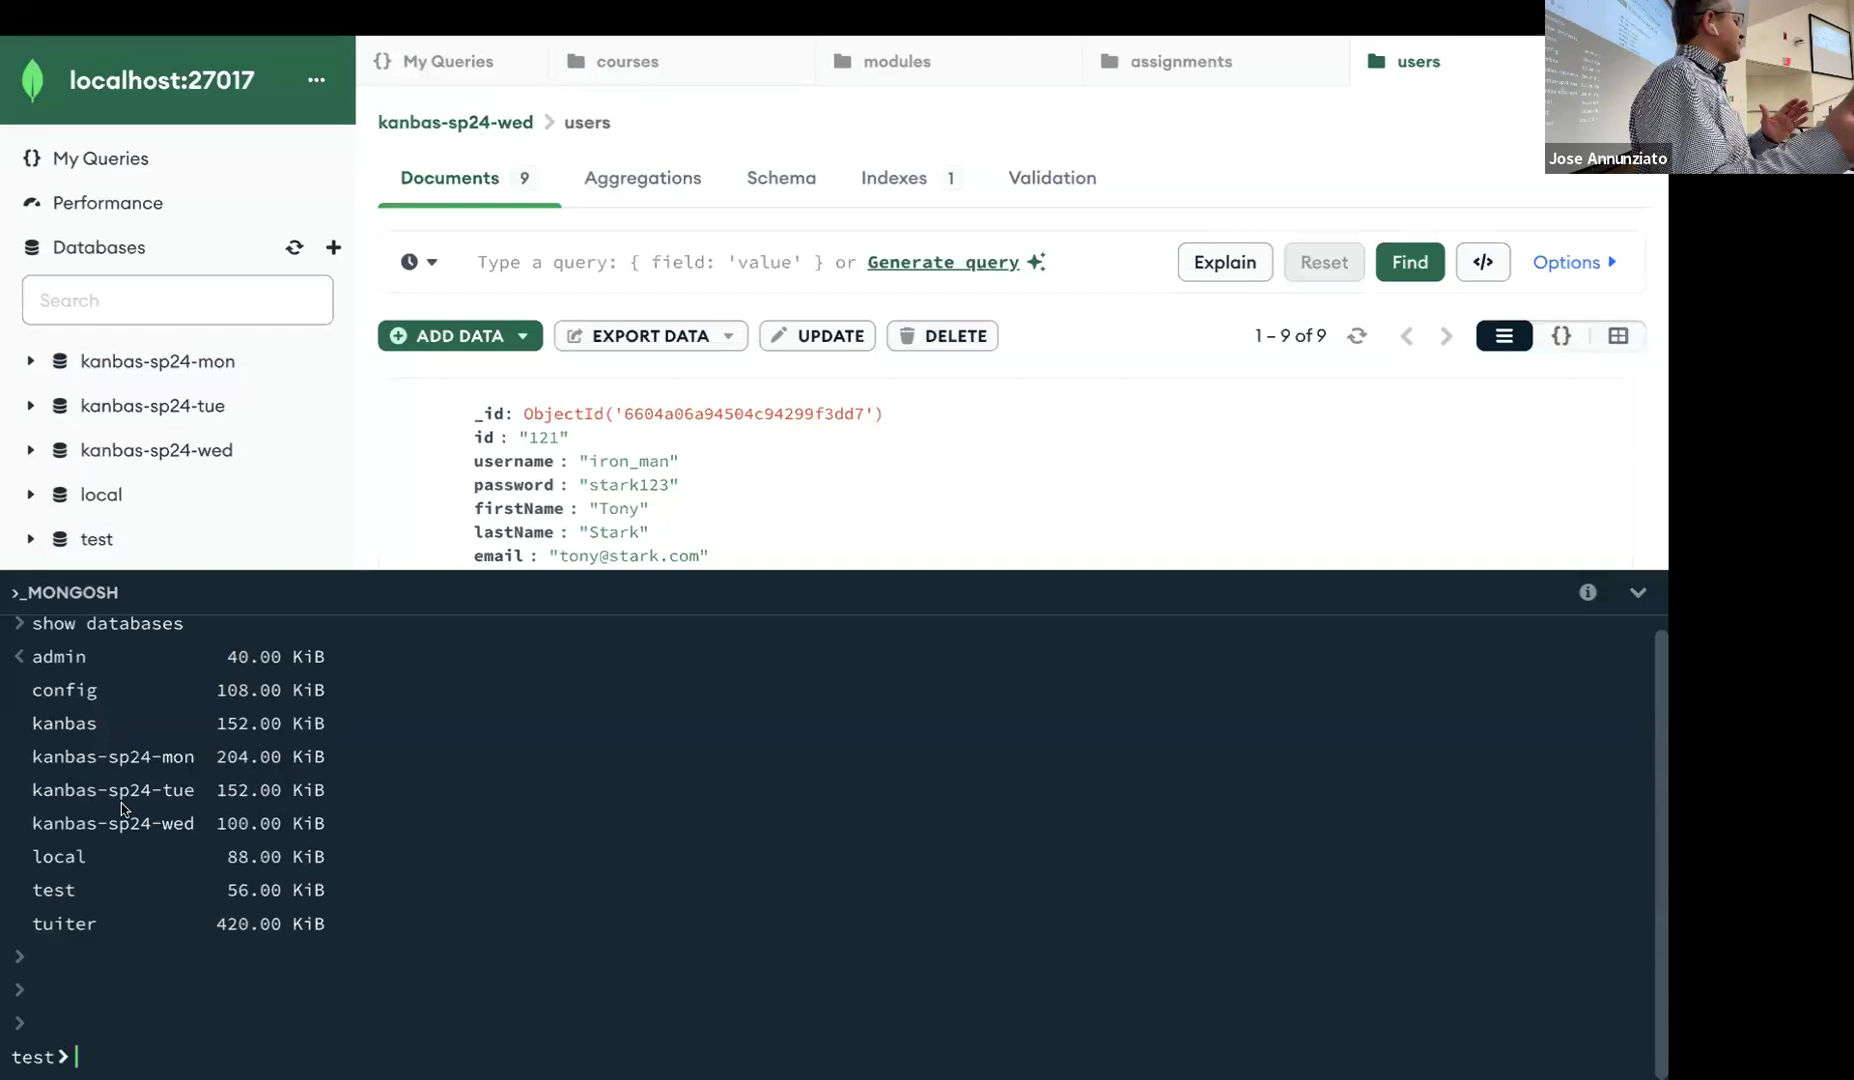 localhost:27017 ...
My Queries
Performance
Databases
Search
kanbas-sp24-mon
kanbas-sp24-tue
kanbas-sp24-wed
local
test
{} My Queries courses modules assignments users
kanbas-sp24-wed > users
Documents 9 Aggregations Schema Indexes 1 Validation
Type a query: { field: 'value' } or Generate query Explain Reset Find </> Options
ADD DATA EXPORT DATA UPDATE DELETE 1 – 9 of 9 {}
_id: ObjectId('6604a06a94504c94299f3dd7')
id : "121"
username : "iron_man"
password : "stark123"
firstName : "Tony"
lastName : "Stark"
email : "tony@stark.com"
Jose Annunziato
>_MONGOSH
> show databases
< admin 40.00 KiB
config 108.00 KiB
kanbas 152.00 KiB
kanbas-sp24-mon 204.00 KiB
kanbas-sp24-tue 152.00 KiB
kanbas-sp24-wed 100.00 KiB
local 88.00 KiB
test 56.00 KiB
tuiter 420.00 KiB
>
>
>
test>